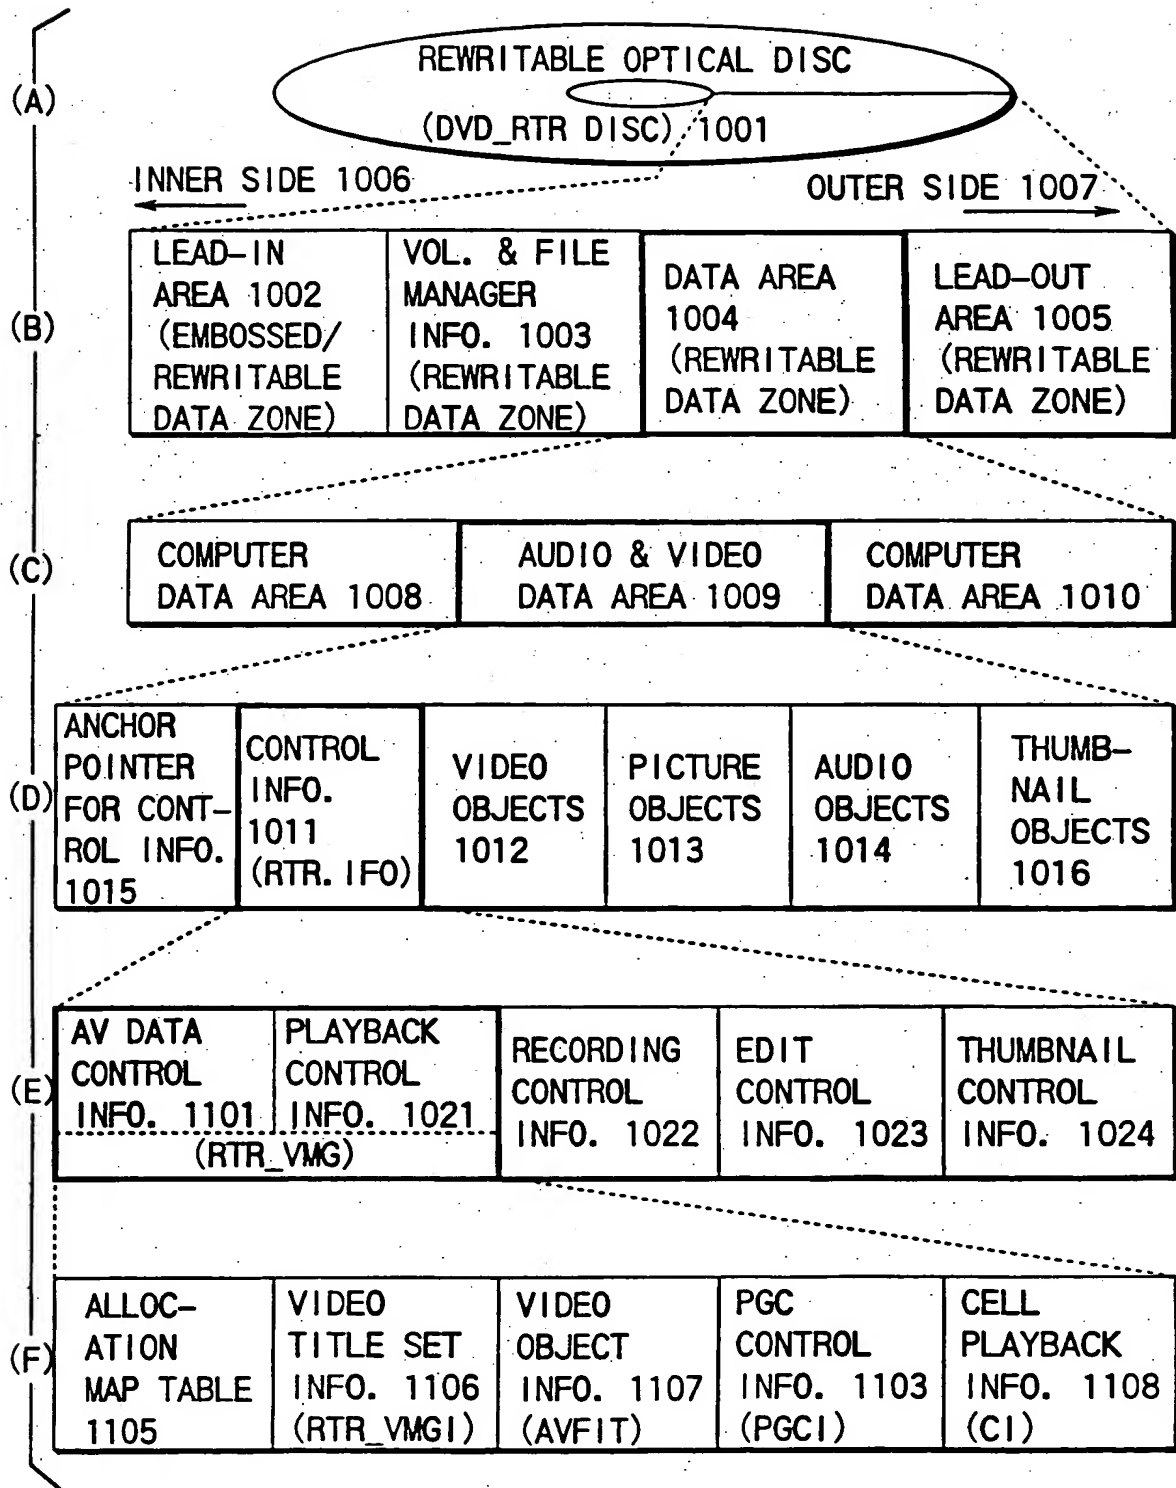 (A)
REWRITABLE OPTICAL DISC
(DVD_RTR DISC) 1001
INNER SIDE 1006
OUTER SIDE 1007
(B)
LEAD-IN
AREA 1002
(EMBOSSED/
REWRITABLE
DATA ZONE)
VOL. & FILE
MANAGER
INFO. 1003
(REWRITABLE
DATA ZONE)
DATA AREA
1004
(REWRITABLE
DATA ZONE)
LEAD-OUT
AREA 1005
(REWRITABLE
DATA ZONE)
(C)
COMPUTER
DATA AREA 1008
AUDIO & VIDEO
DATA AREA 1009
COMPUTER
DATA AREA 1010
(D)
ANCHOR
POINTER
FOR CONT-
ROL INFO.
1015
CONTROL
INFO.
1011
(RTR.IFO)
VIDEO
OBJECTS
1012
PICTURE
OBJECTS
1013
AUDIO
OBJECTS
1014
THUMB-
NAIL
OBJECTS
1016
(E)
AV DATA
CONTROL
INFO. 1101
PLAYBACK
CONTROL
INFO. 1021
(RTR_VMG)
RECORDING
CONTROL
INFO. 1022
EDIT
CONTROL
INFO. 1023
THUMBNAIL
CONTROL
INFO. 1024
(F)
ALLOC-
ATION
MAP TABLE
1105
VIDEO
TITLE SET
INFO. 1106
(RTR_VMGI)
VIDEO
OBJECT
INFO. 1107
(AVFIT)
PGC
CONTROL
INFO. 1103
(PGCI)
CELL
PLAYBACK
INFO. 1108
(CI)